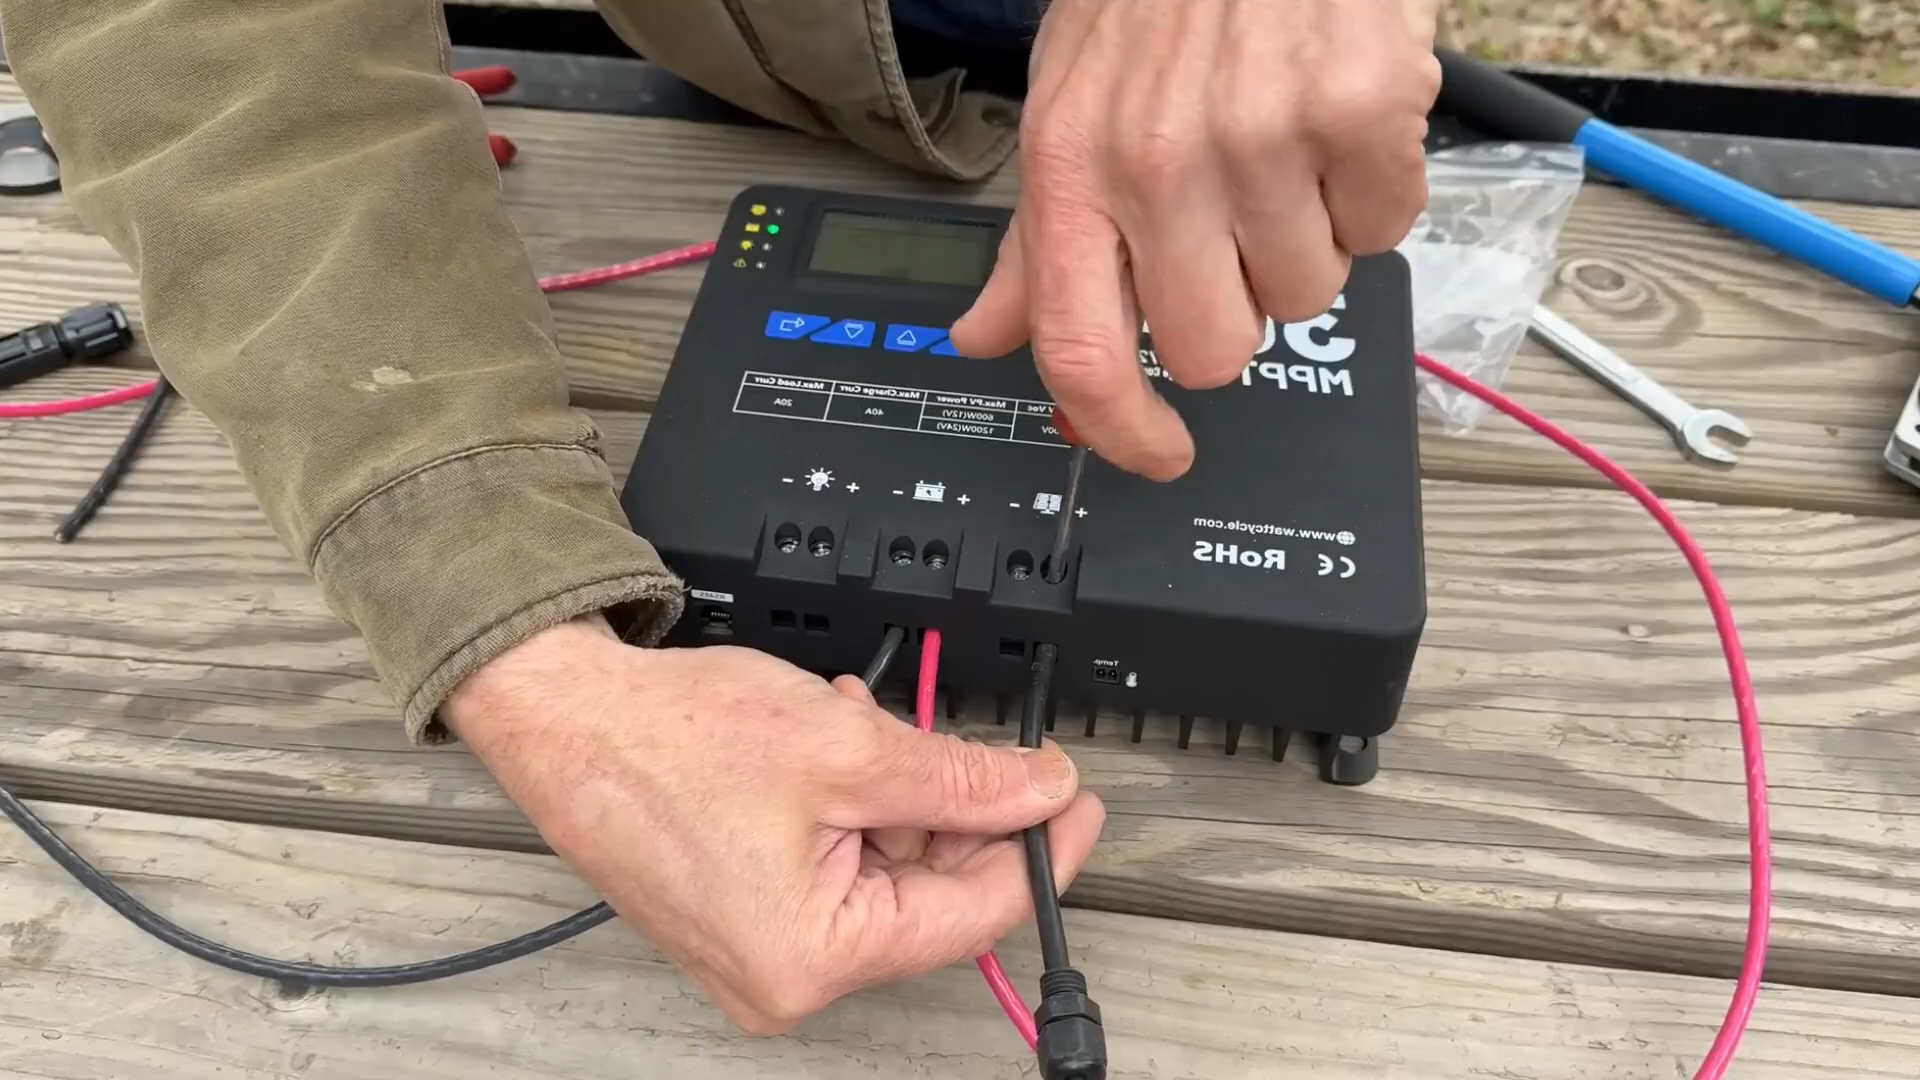 MPPT
Max.PV Power
Max.Charge Curr
Max.Load Curr
600W(12V)
1200W(24V)
40A
20A
- +
- +
- +
www.wattcycle.com
CE RoHS
RS485
Temp.